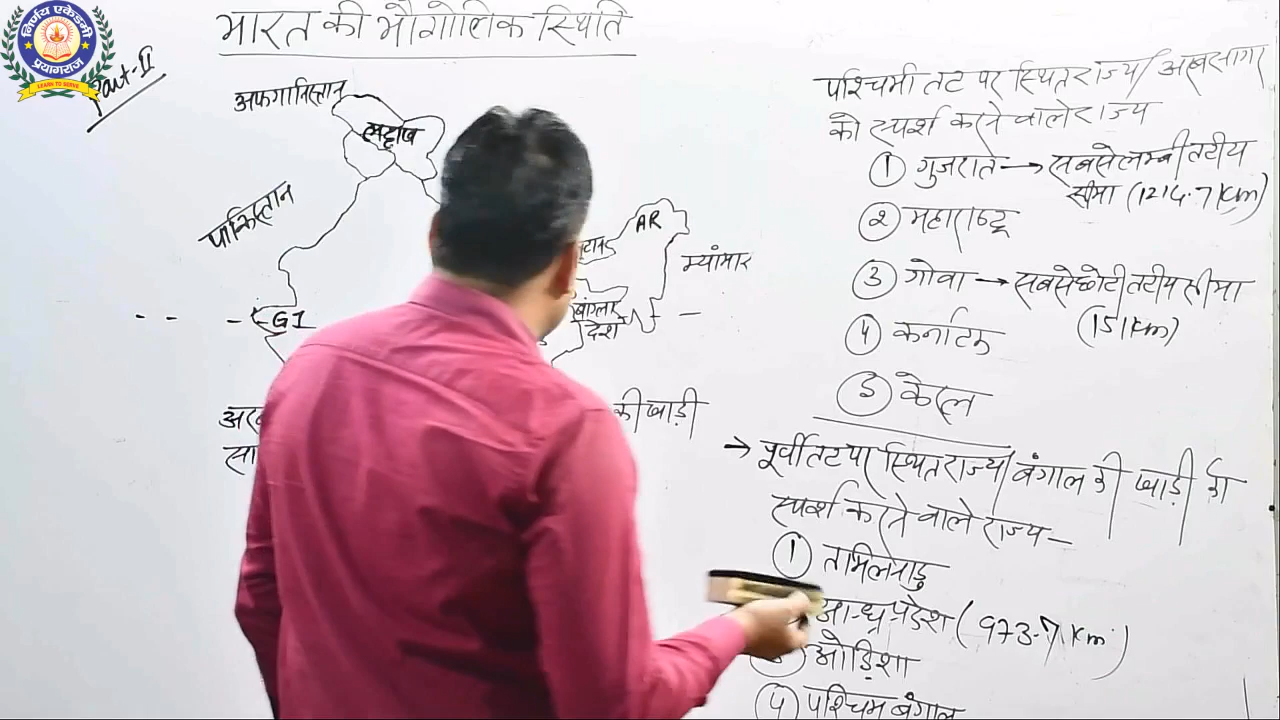 निर्णय एकेडमी
प्रयागराज
LEARN TO SERVE
भारत की भौगोलिक स्थिति
Part-II
अफगानिस्तान
लद्दाख
पाकिस्तान
AR
म्यांमार
GJ
बांग्ला
देश
की खाड़ी
पश्चिमी तट पर स्थित राज्य/ अरबसागर
को स्पर्श करने वाले राज्य
① गुजरात → सबसे लम्बी तटीय
सीमा (1214.7 km)
② महाराष्ट्र
③ गोवा → सबसे छोटी तटीय सीमा
(151 km)
④ कर्नाटक
⑤ केरल
→ पूर्वी तट पर स्थित राज्य/ बंगाल की खाड़ी को
स्पर्श करने वाले राज्य –
① तमिलनाडु
आन्ध्र प्रदेश (973.7 km)
ओड़िशा
④ पश्चिम बंगाल